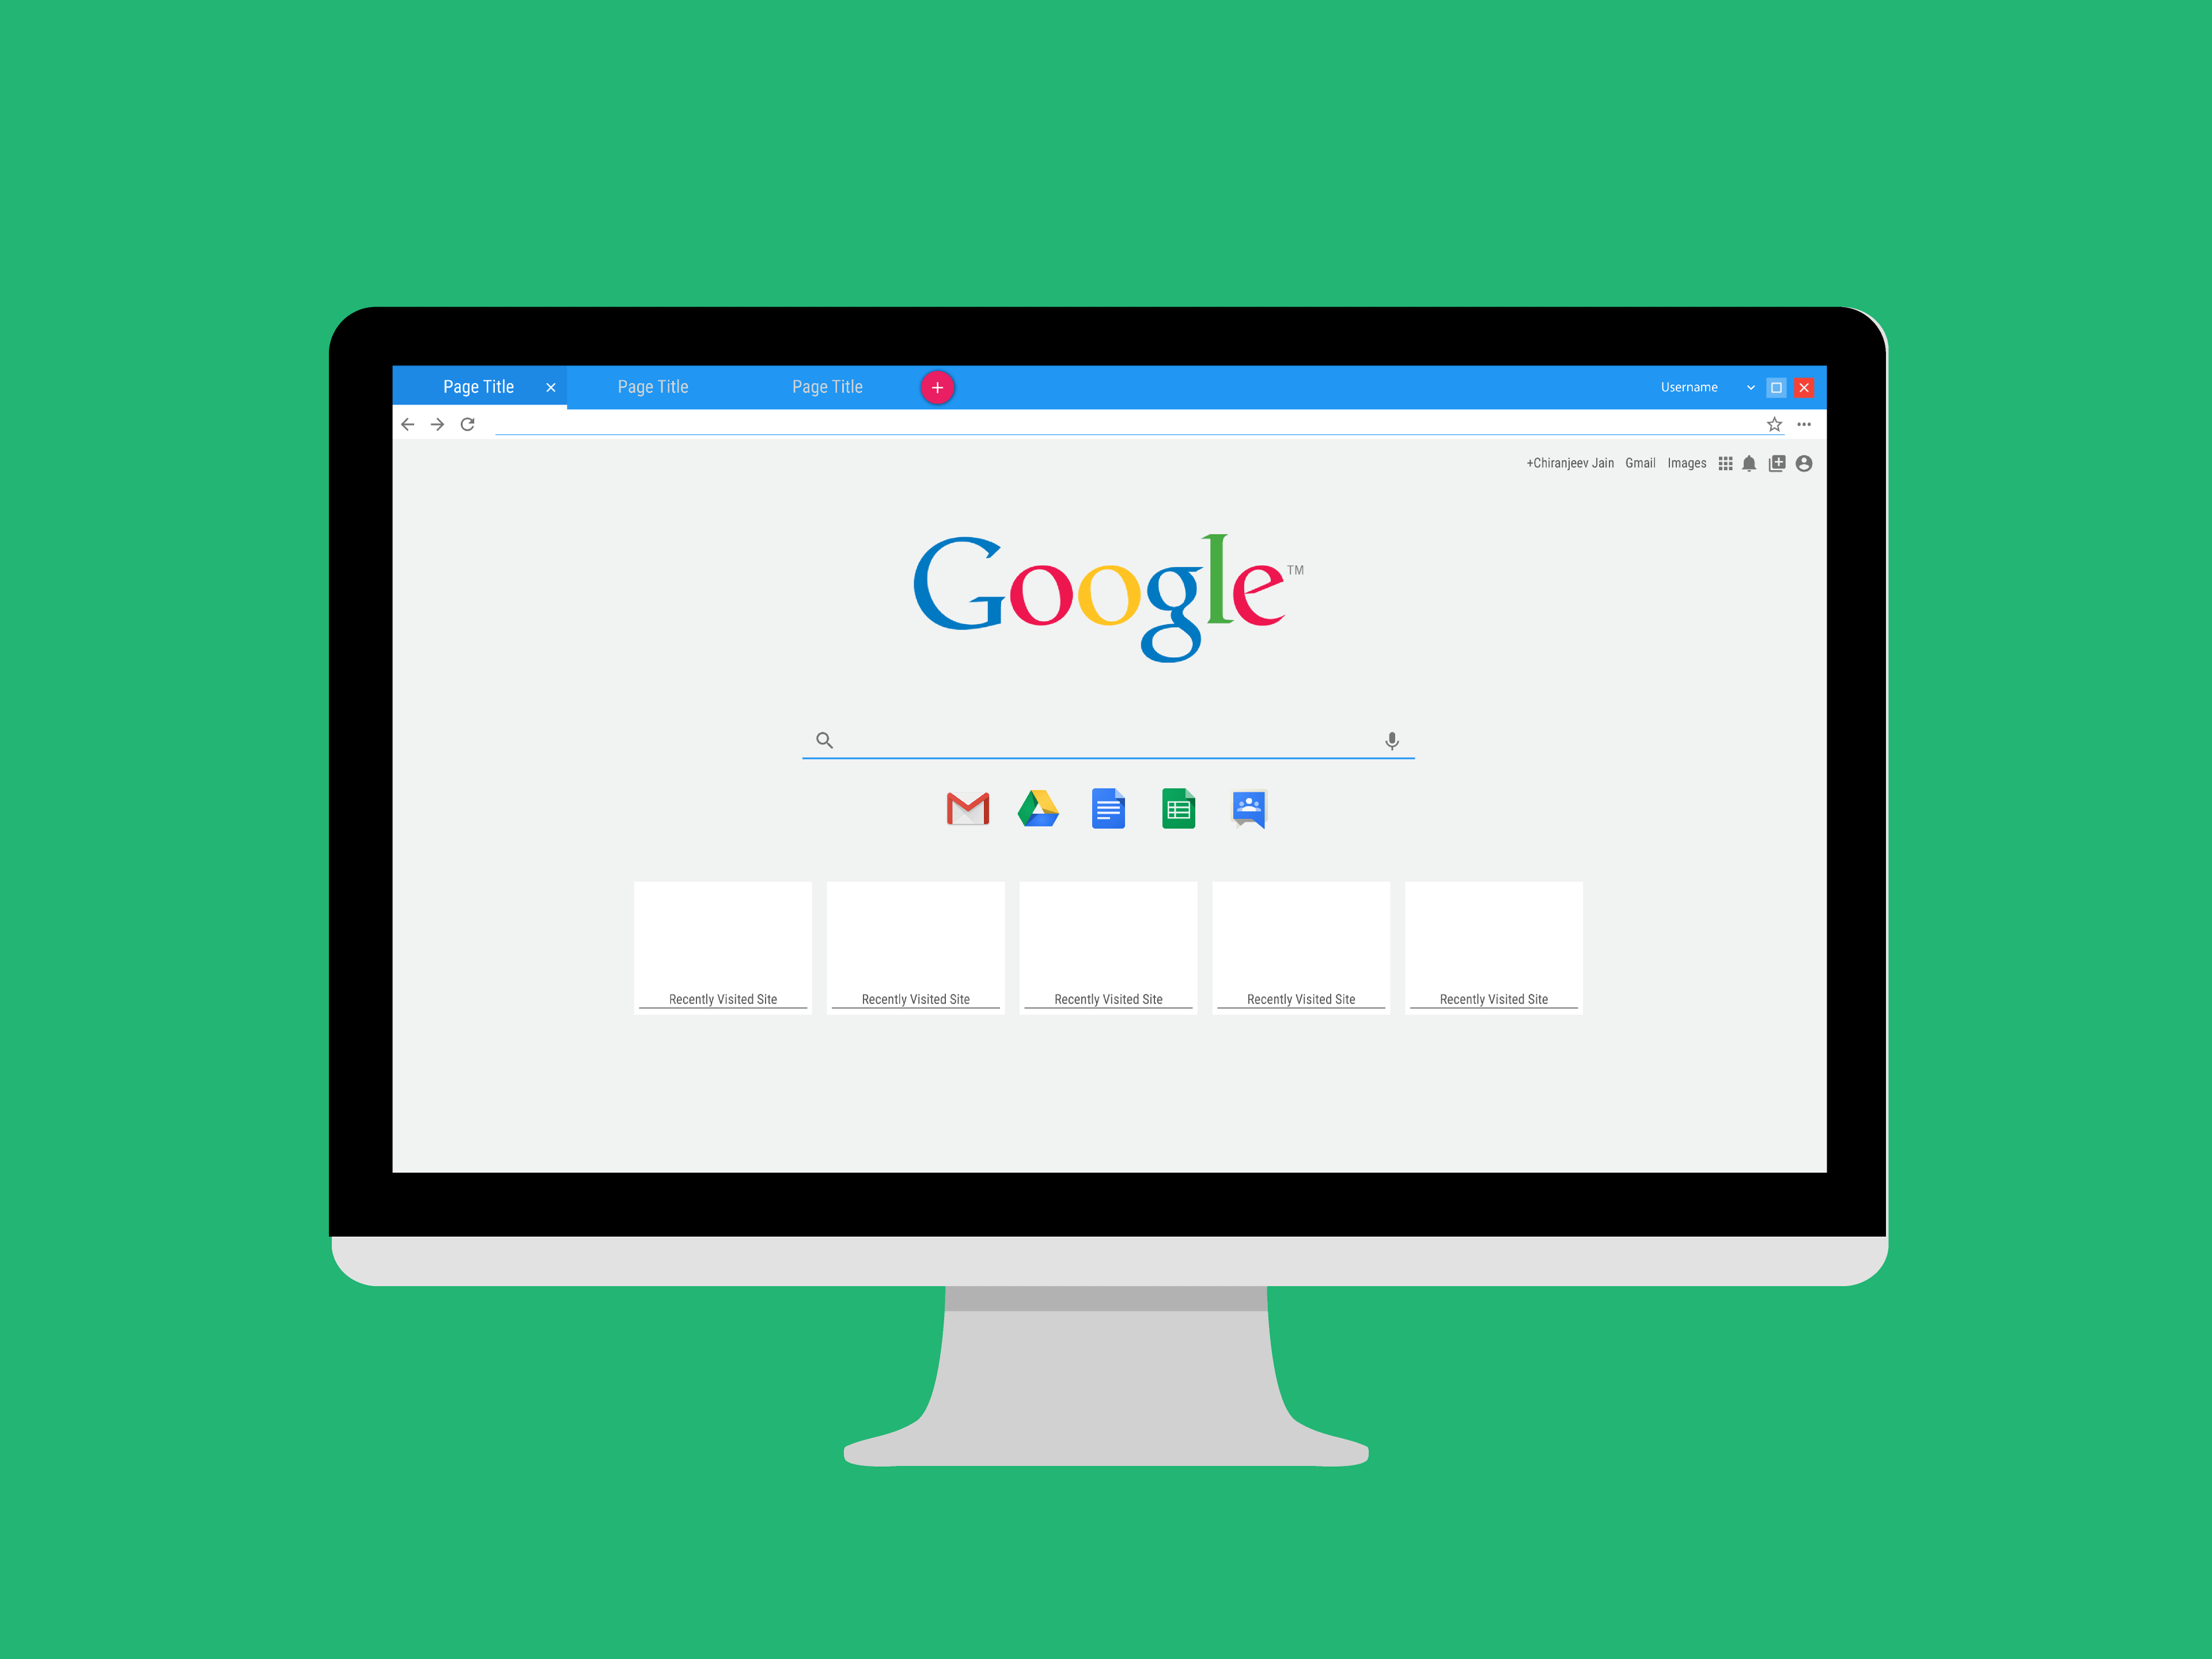 Page Title Page Title Page Title Username
+Chiranjeev Jain Gmail Images
Google™
Recently Visited Site Recently Visited Site Recently Visited Site Recently Visited Site Recently Visited Site